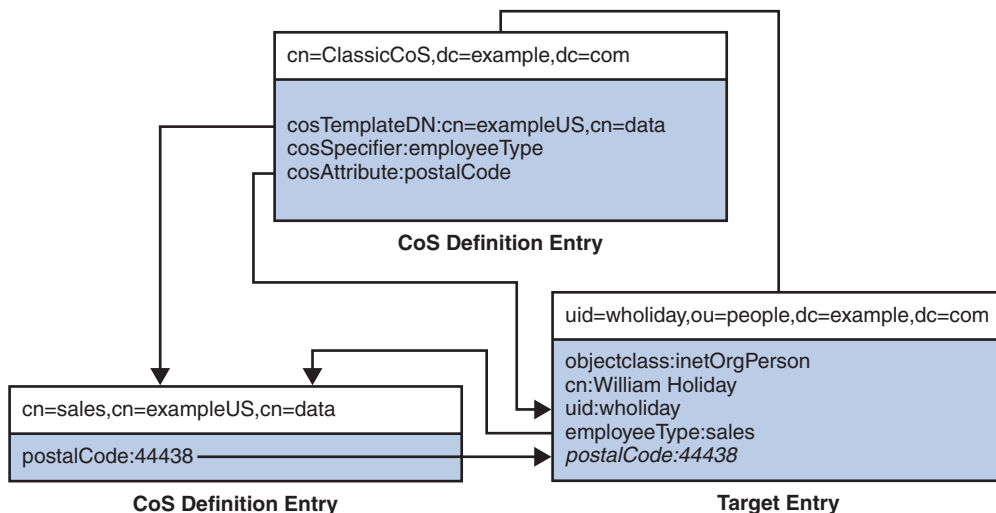 cn=ClassicCoS,dc=example,dc=com
cosTemplateDN:cn=exampleUS,cn=data
cosSpecifier:employeeType
cosAttribute:postalCode
CoS Definition Entry
uid=wholiday,ou=people,dc=example,dc=com
objectclass:inetOrgPerson
cn:William Holiday
uid:wholiday
employeeType:sales
postalCode:44438
Target Entry
cn=sales,cn=exampleUS,cn=data
postalCode:44438
CoS Definition Entry